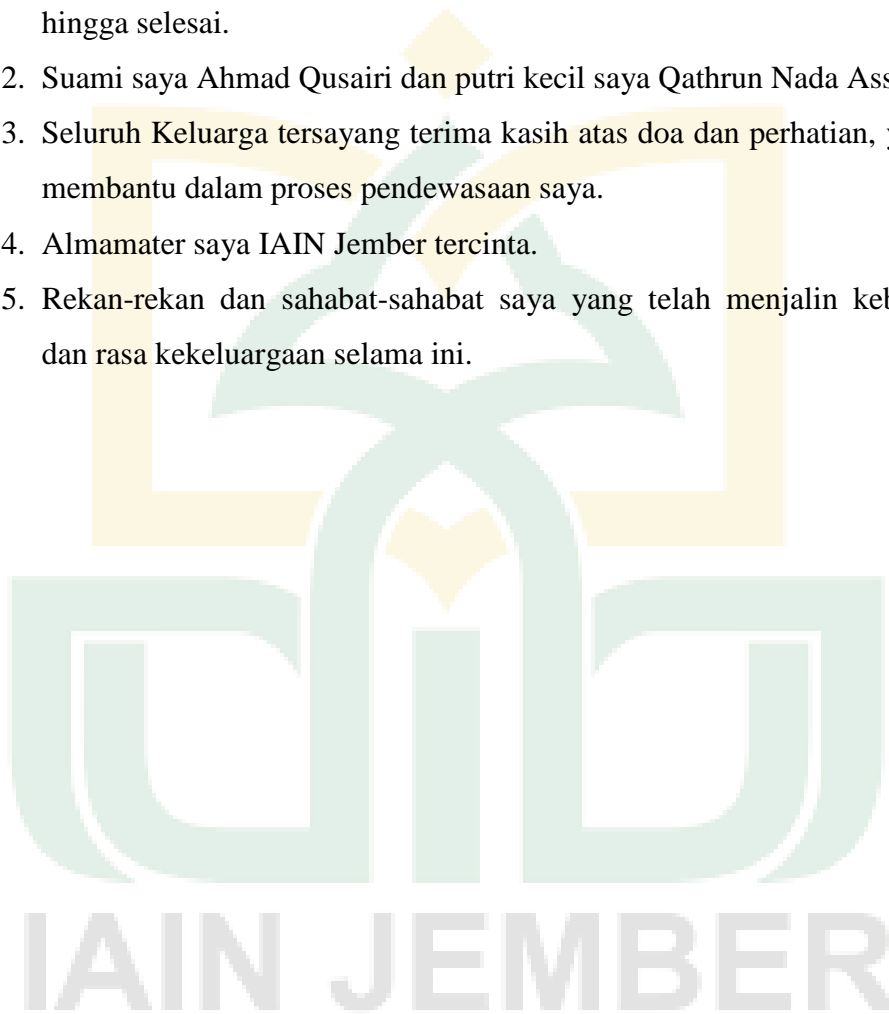 hingga selesai.
2. Suami saya Ahmad Qusairi dan putri kecil saya Qathrun Nada
3. Seluruh Keluarga tersayang terima kasih atas doa dan perhatian,
membantu dalam proses pendewasaan saya.
4. Almamater saya IAIN Jember tercinta.
5. Rekan-rekan dan sahabat-sahabat saya yang telah menjalin
dan rasa kekeluargaan selama ini.
IAIN JEMBER